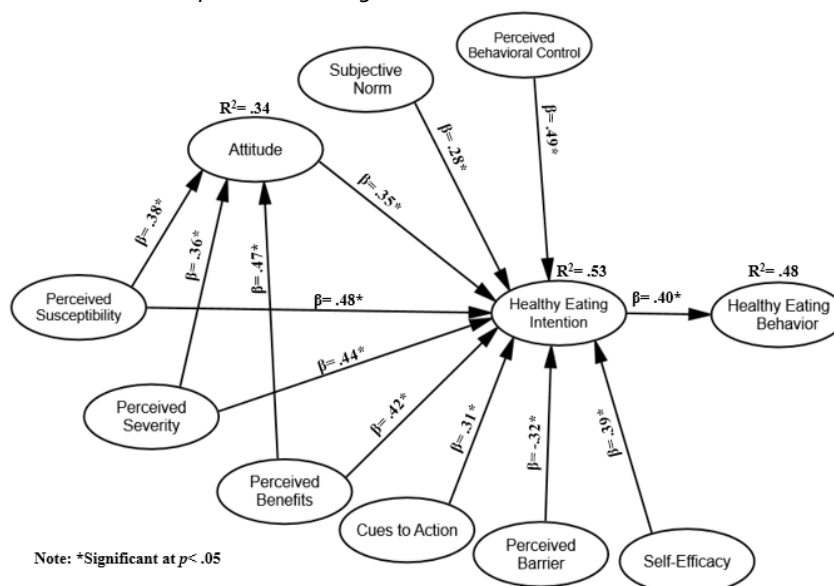 Perceived
Behavioral Control
Subjective
Norm
R²= .34
Attitude
β= .28*
β= .49*
β= .35*
β= .38*
β= .36*
β= .47*
Perceived
Susceptibility
β= .48*
R²= .53
Healthy Eating
Intention
β= .40*
R²= .48
Healthy Eating
Behavior
β= .44*
Perceived
Severity
β= .42*
β= .31*
β= -.32*
β= .39*
Perceived
Benefits
Cues to Action
Perceived
Barrier
Self-Efficacy
Note: *Significant at p< .05